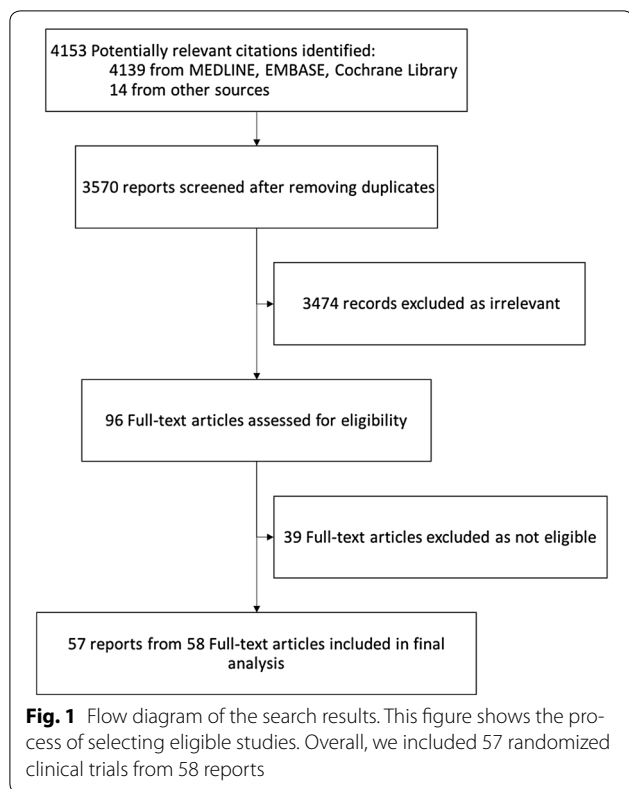 4153 Potentially relevant citations identified:
4139 from MEDLINE, EMBASE, Cochrane Library
14 from other sources
3570 reports screened after removing duplicates
3474 records excluded as irrelevant
96 Full-text articles assessed for eligibility
39 Full-text articles excluded as not eligible
57 reports from 58 Full-text articles included in final
analysis
Fig. 1 Flow diagram of the search results. This figure shows the pro-
cess of selecting eligible studies. Overall, we included 57 randomized
clinical trials from 58 reports